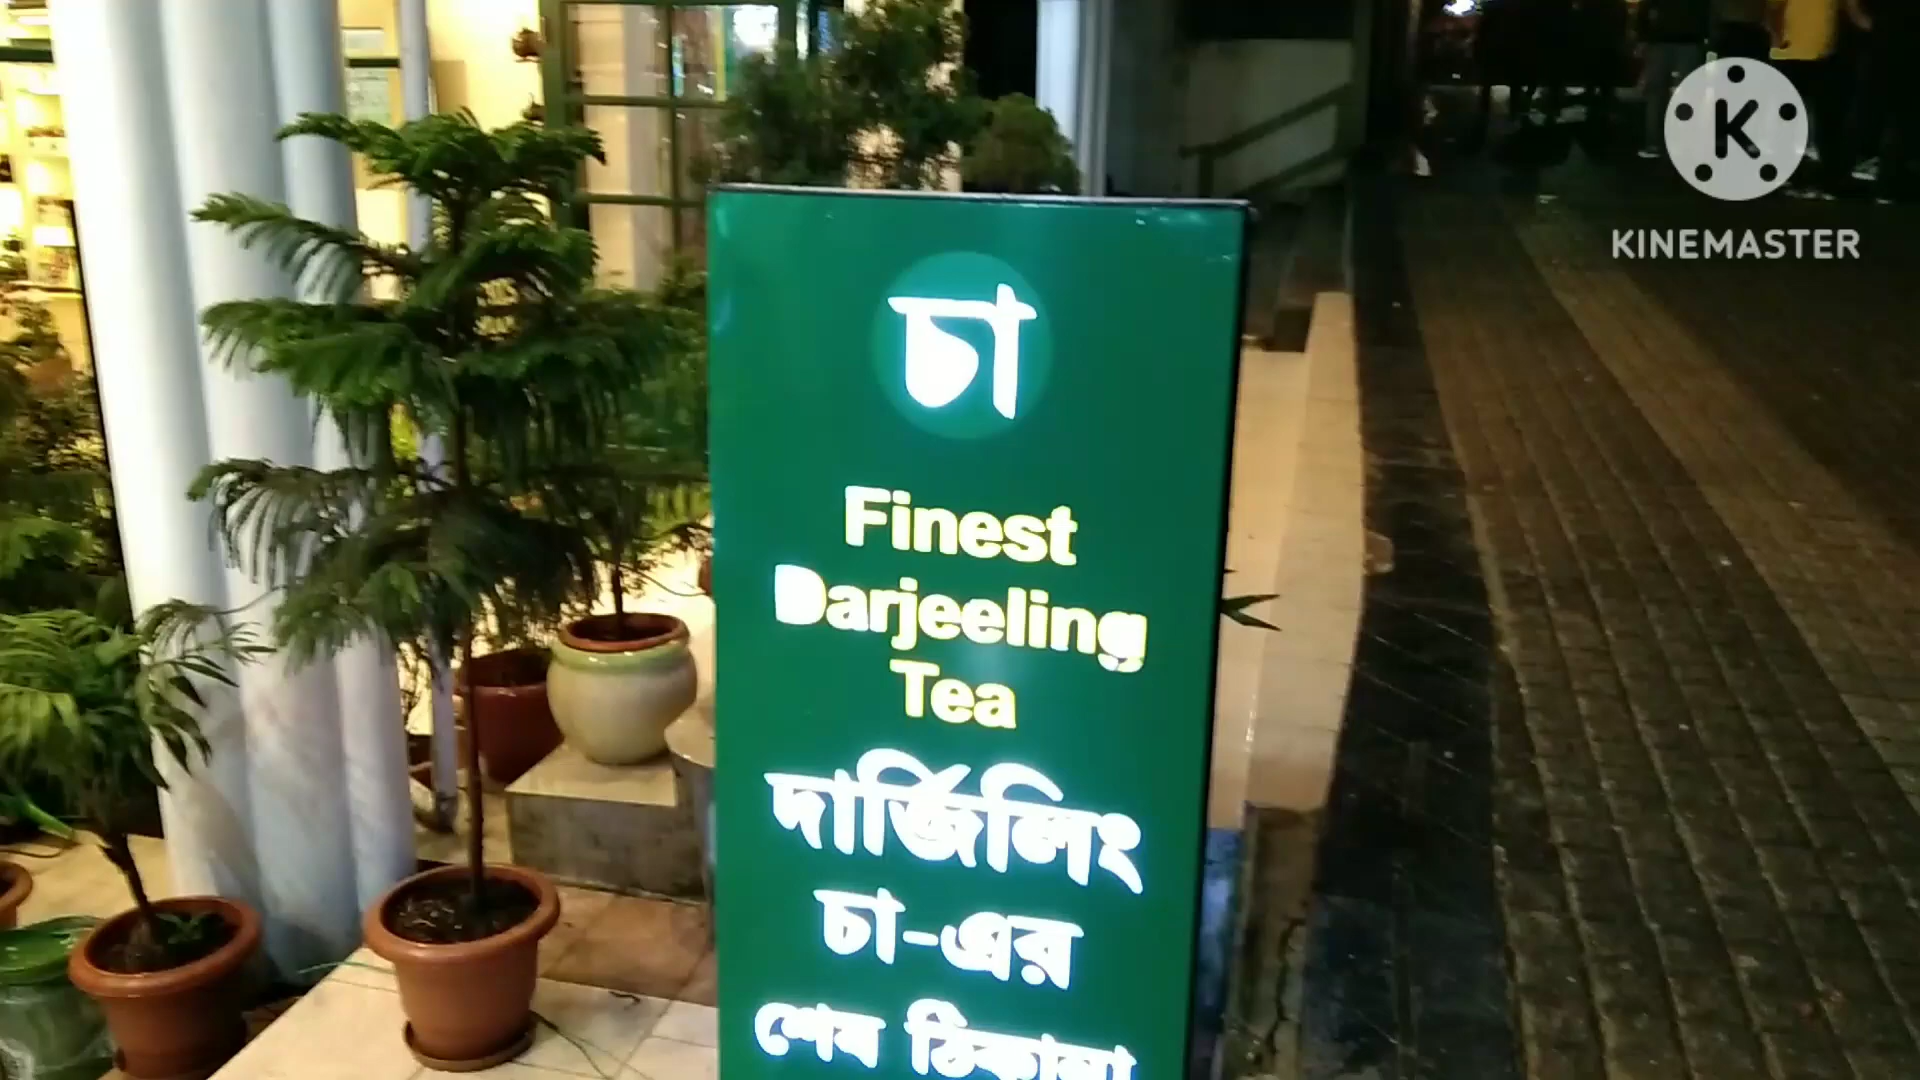 চা
Finest
Darjeeling
Tea
দার্জিলিং
চা-এর
শেষ ঠিকানা
K
KINEMASTER